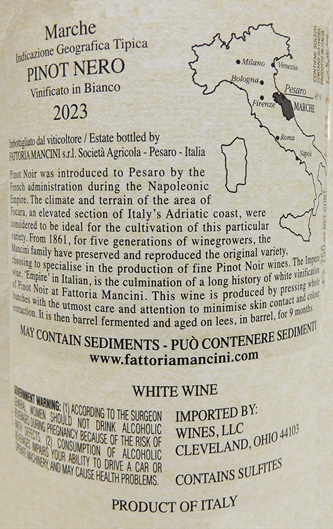 Marche
Indicazione Geografica Tipica
PINOT NERO
Vinificato in Bianco
2023
Imbottigliato dal viticoltore / Estate bottled by
FATTORIA MANCINI s.r.l. Società Agricola - Pesaro - Italia
Milano
Venezia
Bologna
Pesaro
Firenze
MARCHE
Roma
Napoli
Pinot Noir was introduced to Pesaro by the
French administration during the Napoleonic
Empire. The climate and terrain of the area of
Focara, an elevated section of Italy's Adriatic coast, were
considered to be ideal for the cultivation of this particular
variety. From 1861, for five generations of winegrowers, the
Mancini family have preserved and reproduced the original variety,
choosing to specialise in the production of fine Pinot Noir wines. The Impero
wine, 'Empire' in Italian, is the culmination of a long history of white vinification
of Pinot Noir at Fattoria Mancini. This wine is produced by pressing whole
bunches with the utmost care and attention to minimise skin contact and colour
extraction. It is then barrel fermented and aged on lees, in barrel, for 9 months.
MAY CONTAIN SEDIMENTS - PUÒ CONTENERE SEDIMENTI
www.fattoriamancini.com
WHITE WINE
GOVERNMENT WARNING: (1) ACCORDING TO THE SURGEON
GENERAL, WOMEN SHOULD NOT DRINK ALCOHOLIC
DURING PREGNANCY BECAUSE OF THE RISK OF
BIRTH DEFECTS. (2) CONSUMPTION OF ALCOHOLIC
IMPAIRS YOUR ABILITY TO DRIVE A CAR OR
MACHINERY, AND MAY CAUSE HEALTH PROBLEMS.
IMPORTED BY:
WINES, LLC
CLEVELAND, OHIO 44103
CONTAINS SULFITES
PRODUCT OF ITALY